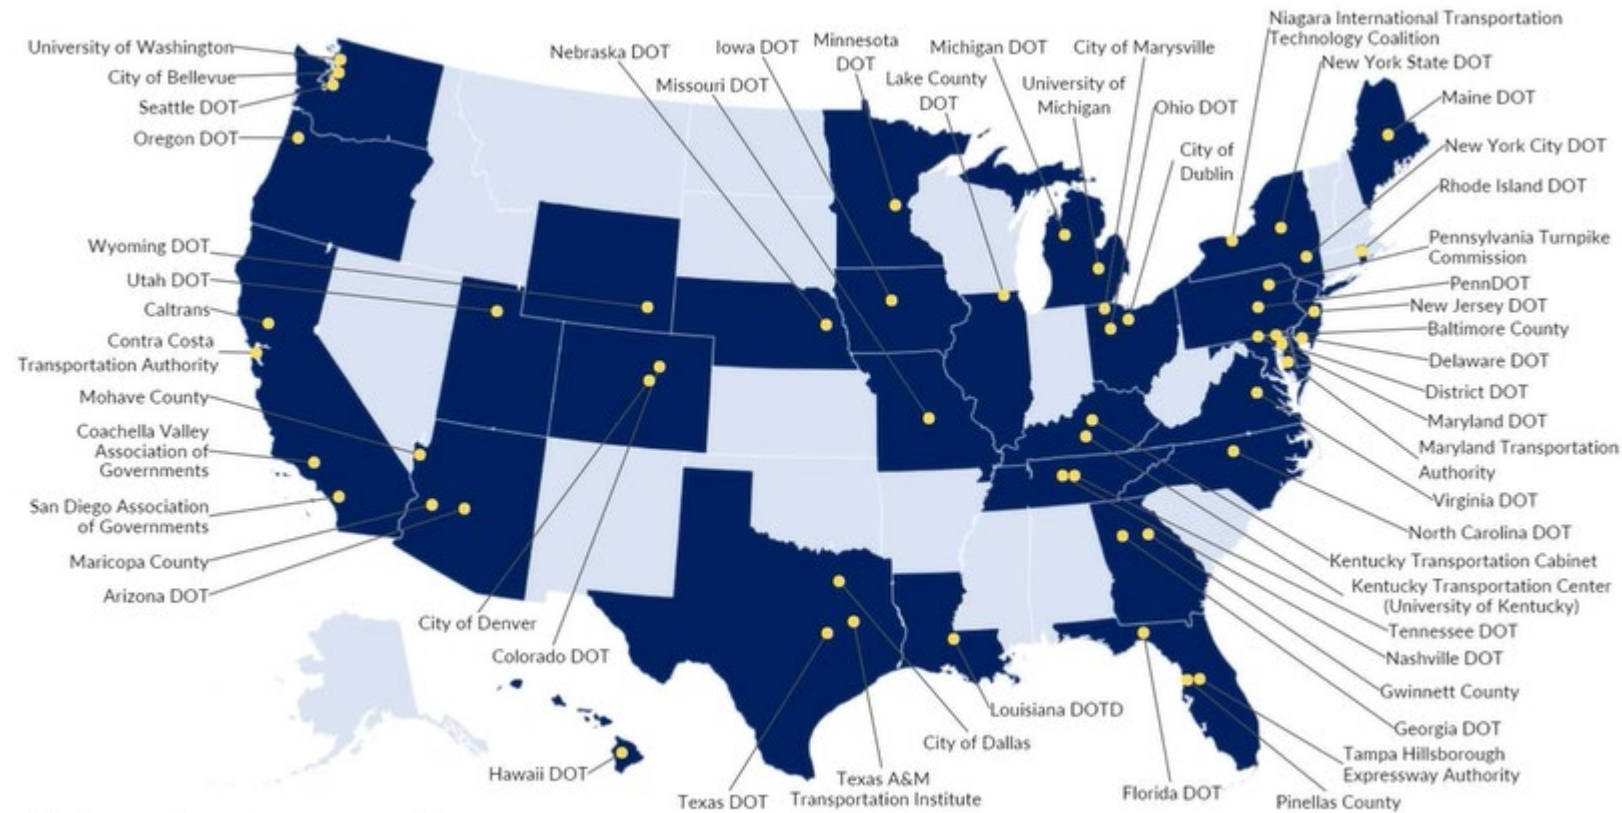 University of Washington
City of Bellevue
Seattle DOT
Oregon DOT
Wyoming DOT
Utah DOT
Caltrans
Contra Costa
Transportation Authority
Mohave County
Coachella Valley
Association of
Governments
San Diego Association
of Governments
Maricopa County
Arizona DOT
Nebraska DOT
Missouri DOT
Iowa DOT
Minnesota
DOT
Lake County
DOT
Michigan DOT
University of
Michigan
City of Marysville
Ohio DOT
City of
Dublin
Niagara International Transportation
Technology Coalition
New York State DOT
Maine DOT
New York City DOT
Rhode Island DOT
Pennsylvania Turnpike
Commission
PennDOT
New Jersey DOT
Baltimore County
Delaware DOT
District DOT
Maryland DOT
Maryland Transportation
Authority
Virginia DOT
North Carolina DOT
Kentucky Transportation Cabinet
Kentucky Transportation Center
(University of Kentucky)
Tennessee DOT
Nashville DOT
Gwinnett County
Georgia DOT
Tampa Hillsborough
Expressway Authority
Pinellas County
Florida DOT
Louisiana DOTD
City of Dallas
Texas A&M
Transportation Institute
Texas DOT
City of Denver
Colorado DOT
Hawaii DOT